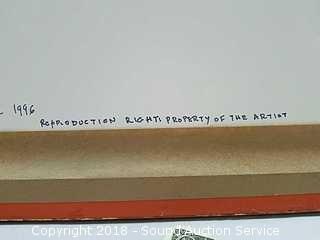 1996
REPRODUCTION RIGHTS PROPERTY OF THE ARTIST
Copyright 2018 - Sound Auction Service